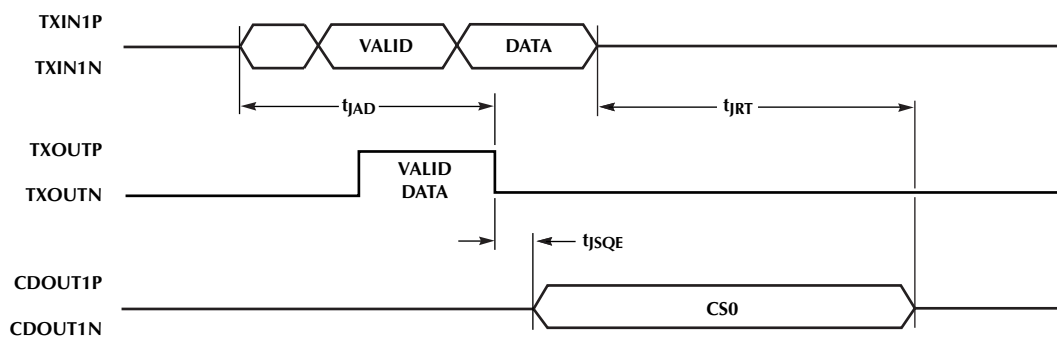 TXIN1P
TXIN1N
VALID
DATA
tJAD
tJRT
TXOUTP
TXOUTN
VALID
DATA
tJSQE
CDOUT1P
CDOUT1N
CS0